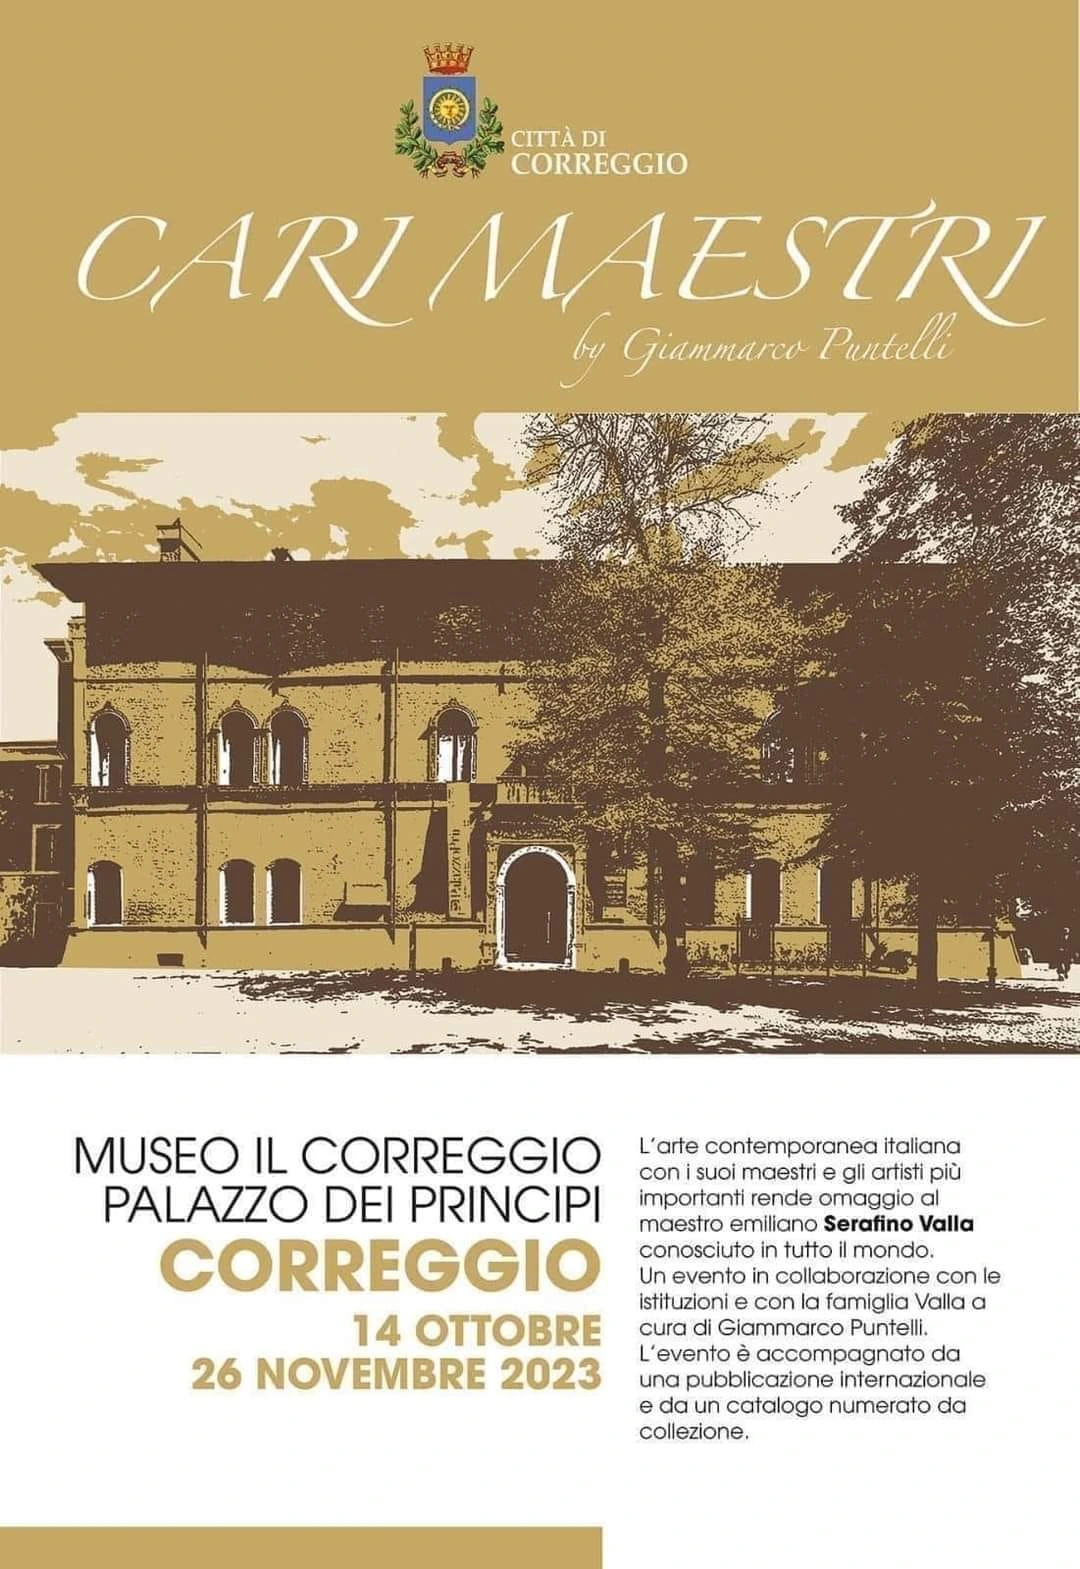 CITTÀ DI
CORREGGIO
CARI MAESTRI
by Giammarco Puntelli
MUSEO IL CORREGGIO
PALAZZO DEI PRINCIPI
CORREGGIO
14 OTTOBRE
26 NOVEMBRE 2023
L'arte contemporanea italiana
con i suoi maestri e gli artisti più
importanti rende omaggio al
maestro emiliano Serafino Valla
conosciuto in tutto il mondo.
Un evento in collaborazione con le
istituzioni e con la famiglia Valla a
cura di Giammarco Puntelli.
L'evento è accompagnato da
una pubblicazione internazionale
e da un catalogo numerato da
collezione.